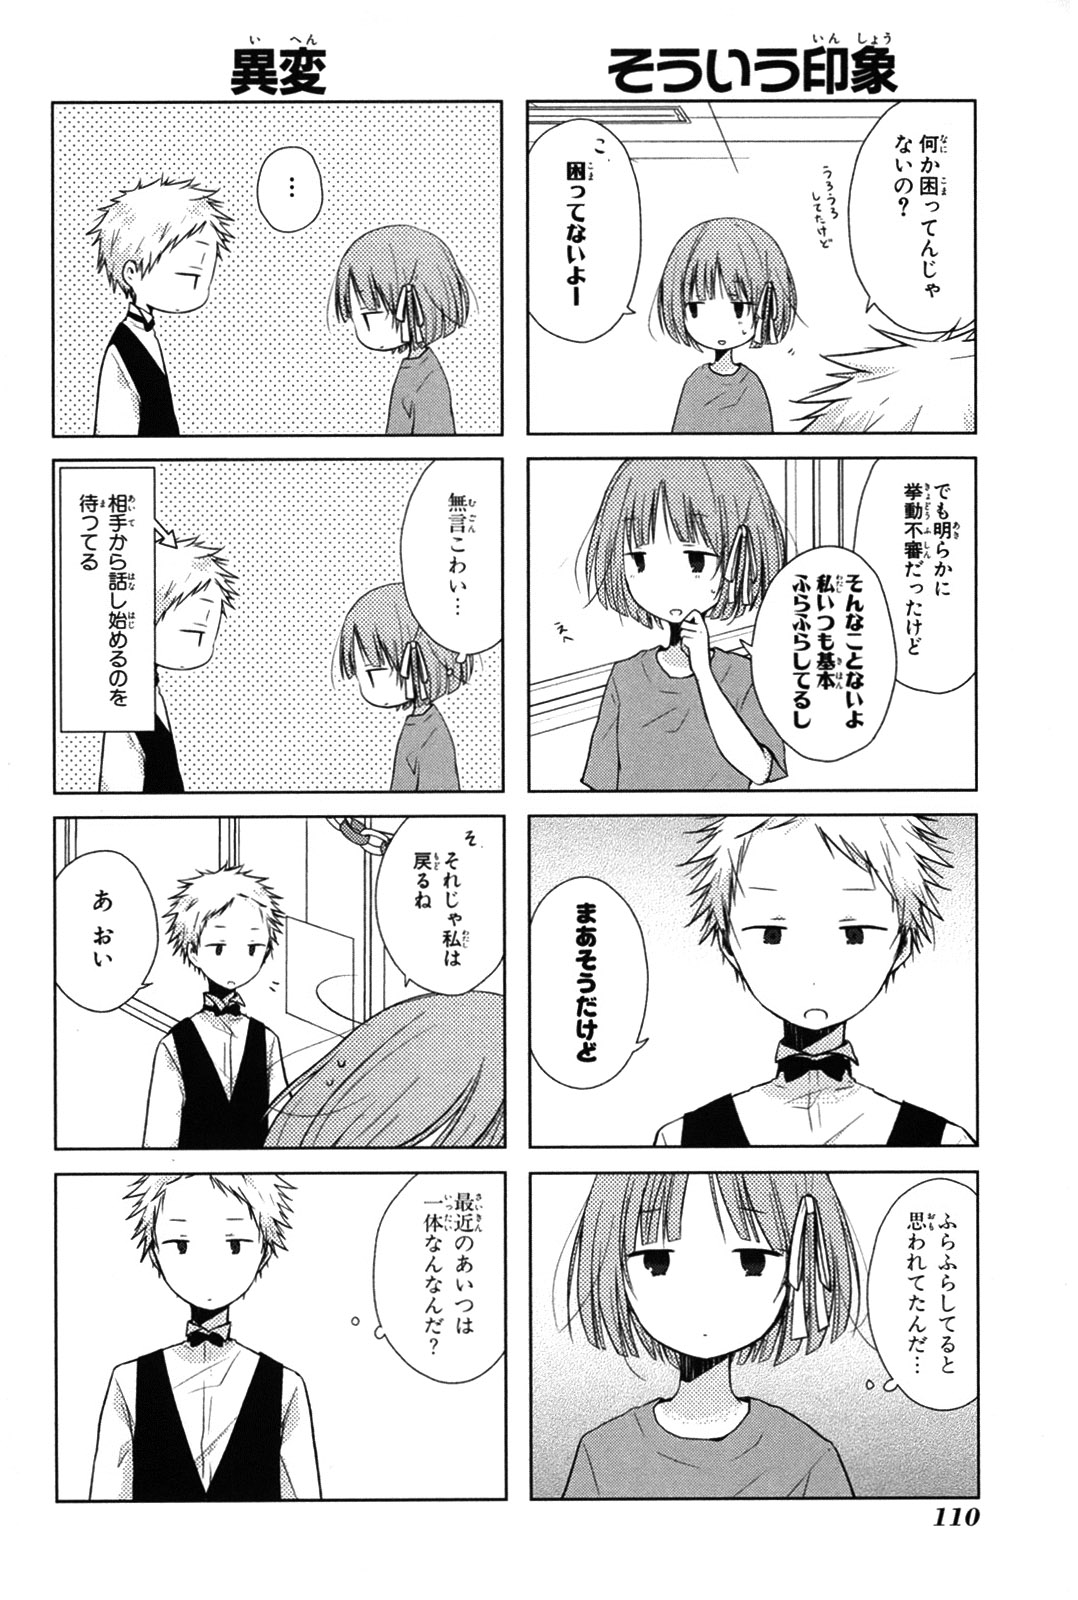 そういう印象
何か困ってんじゃ
ないの?
うろうろ
してたけど
こ、
困ってないよー
でも明らかに
挙動不審だったけど
そんなことないよ
私いつも基本
ふらふらしてるし
えへ
まあそうだけど
ふらふらしてると
思われてたんだ…
異変
…
無言こわい…
相手から話し始めるのを
待ってる
そ、
それじゃ私は
戻るね
あ おい
最近のあいつは
一体なんなんだ?
110